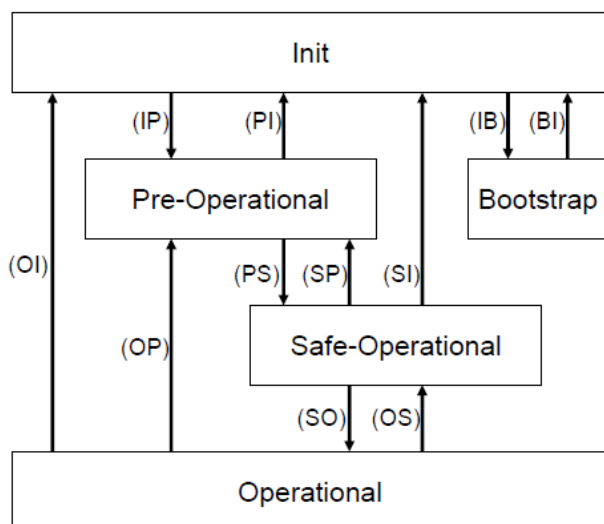 Init
(IP)
(PI)
(IB)
(BI)
Pre-Operational
Bootstrap
(OI)
(PS)
(SP)
(SI)
(OP)
Safe-Operational
(SO)
(OS)
Operational